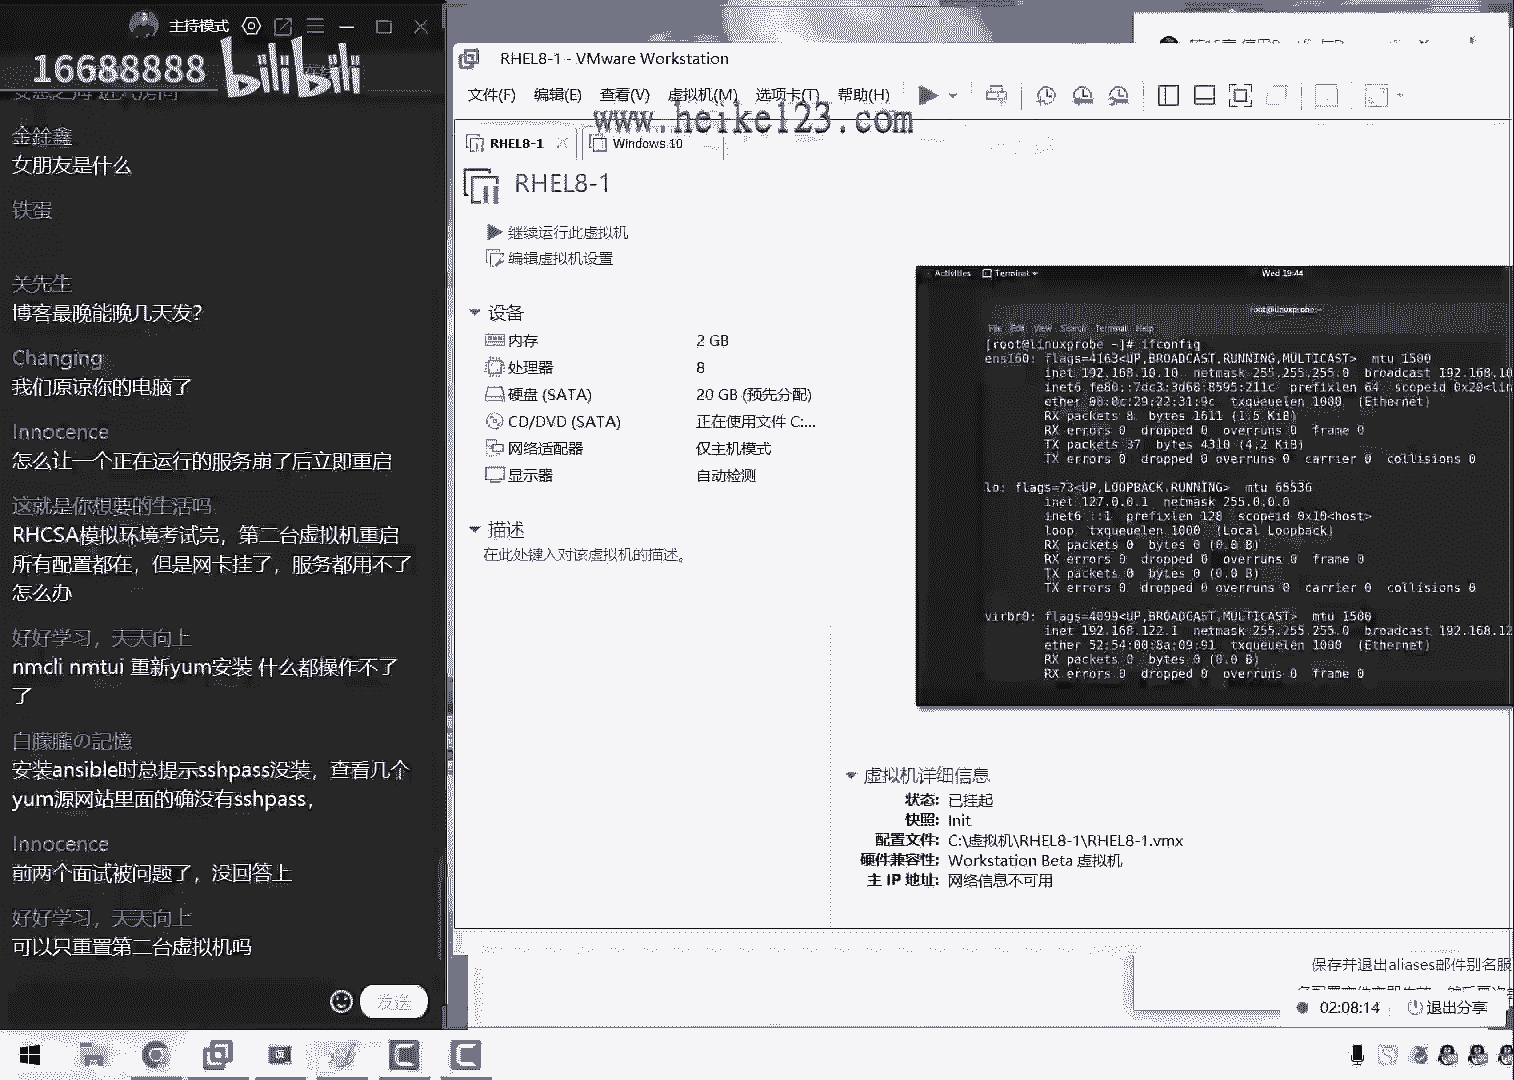 主持模式
16688888
bilibili
金銓鑫
女朋友是什么
铁蛋
关先生
博客最晚能晚几天发?
Changing
我们原谅你的电脑了
Innocence
怎么让一个正在运行的服务崩了后立即重启
这就是你想要的生活吗
RHCSA模拟环境考试完，第二台虚拟机重启
所有配置都在，但是网卡挂了，服务都用不了
怎么办
好好学习，天天向上
nmcli nmtui 重新yum安装 什么都操作不了
了
白朦朧の記憶
安装ansible时总提示sshpass没装，查看几个
yum源网站里面的确没有sshpass，
Innocence
前两个面试被问题了，没回答上
好好学习，天天向上
可以只重置第二台虚拟机吗
发送
RHEL8-1 - VMware Workstation
文件(F) 编辑(E) 查看(V) 虚拟机(M) 选项卡(T) 帮助(H)
www.heike123.com
RHEL8-1
Windows 10
RHEL8-1
继续运行此虚拟机
编辑虚拟机设置
设备
内存 2 GB
处理器 8
硬盘 (SATA) 20 GB (预先分配)
CD/DVD (SATA) 正在使用文件 C:...
网络适配器 仅主机模式
显示器 自动检测
描述
在此处键入对该虚拟机的描述。
Activities Terminal Wed 19:44
root@linuxprobe:~
File Edit View Search Terminal Help
[root@linuxprobe ~]# ifconfig
ens160: flags=4163<UP,BROADCAST,RUNNING,MULTICAST> mtu 1500
inet 192.168.10.10 netmask 255.255.255.0 broadcast 192.168.10
inet6 fe80::7dc3:3d68:8595:211c prefixlen 64 scopeid 0x20<lin
ether 00:0c:29:22:31:9c txqueuelen 1000 (Ethernet)
RX packets 8 bytes 1611 (1.5 KiB)
RX errors 0 dropped 0 overruns 0 frame 0
TX packets 37 bytes 4310 (4.2 KiB)
TX errors 0 dropped 0 overruns 0 carrier 0 collisions 0
lo: flags=73<UP,LOOPBACK,RUNNING> mtu 65536
inet 127.0.0.1 netmask 255.0.0.0
inet6 ::1 prefixlen 128 scopeid 0x10<host>
loop txqueuelen 1000 (Local Loopback)
RX packets 0 bytes 0 (0.0 B)
RX errors 0 dropped 0 overruns 0 frame 0
TX packets 0 bytes 0 (0.0 B)
TX errors 0 dropped 0 overruns 0 carrier 0 collisions 0
virbr0: flags=4099<UP,BROADCAST,MULTICAST> mtu 1500
inet 192.168.122.1 netmask 255.255.255.0 broadcast 192.168.12
ether 52:54:00:8a:09:91 txqueuelen 1000 (Ethernet)
RX packets 0 bytes 0 (0.0 B)
RX errors 0 dropped 0 overruns 0 frame 0
虚拟机详细信息
状态: 已挂起
快照: Init
配置文件: C:\虚拟机\RHEL8-1\RHEL8-1.vmx
硬件兼容性: Workstation Beta 虚拟机
主 IP 地址: 网络信息不可用
保存并退出aliases邮件别名服
02:08:14 退出分享